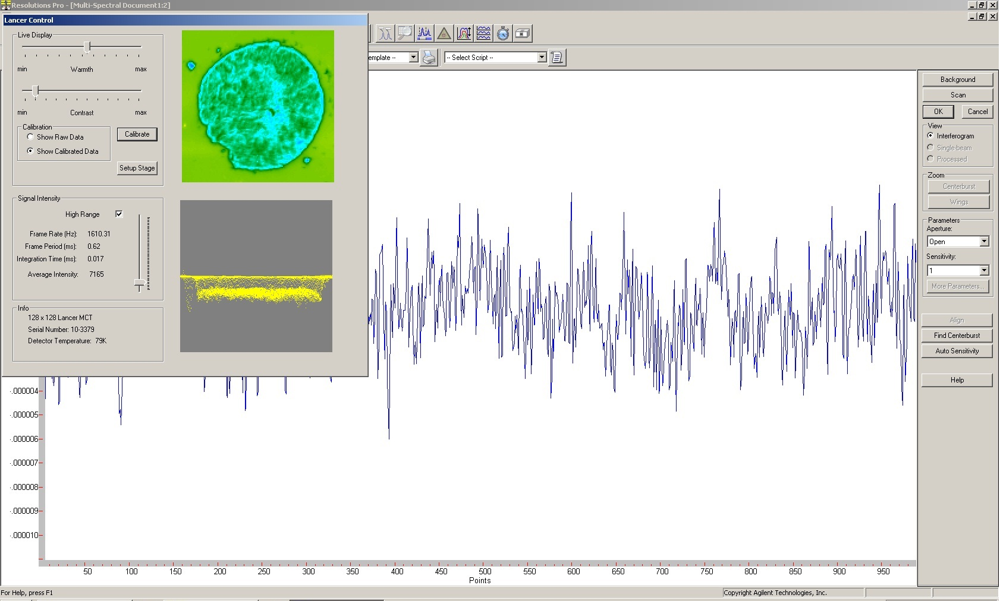 Resolutions Pro - [Multi-Spectral Document1:2]
Lancer Control
Live Display
min Warmth max
min Contrast max
Calibration
Show Raw Data
Show Calibrated Data
Calibrate
Setup Stage
Signal Intensity
High Range
Frame Rate (Hz): 1610.31
Frame Period (ms): 0.62
Integration Time (ms): 0.017
Average Intensity: 7165
Info
128 x 128 Lancer MCT
Serial Number: 10-3379
Detector Temperature: 79K
emplate --
-- Select Script --
Background
Scan
OK Cancel
View
Interferogram
Single-beam
Processed
Zoom
Centerburst
Wings
Parameters
Aperture:
Open
Sensitivity:
1
More Parameters...
Align
Find Centerburst
Auto Sensitivity
Help
-.000004
-.000005
-.000006
-.000007
-.000008
-.000009
-.000010
50 100 150 200 250 300 350 400 450 500 550 600 650 700 750 800 850 900 950
Points
For Help, press F1
Copyright Agilent Technologies, Inc.